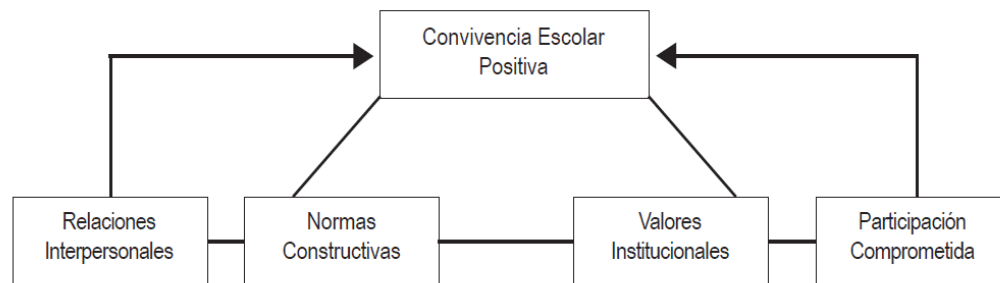 Convivencia Escolar
Positiva
Relaciones
Interpersonales
Normas
Constructivas
Valores
Institucionales
Participación
Comprometida